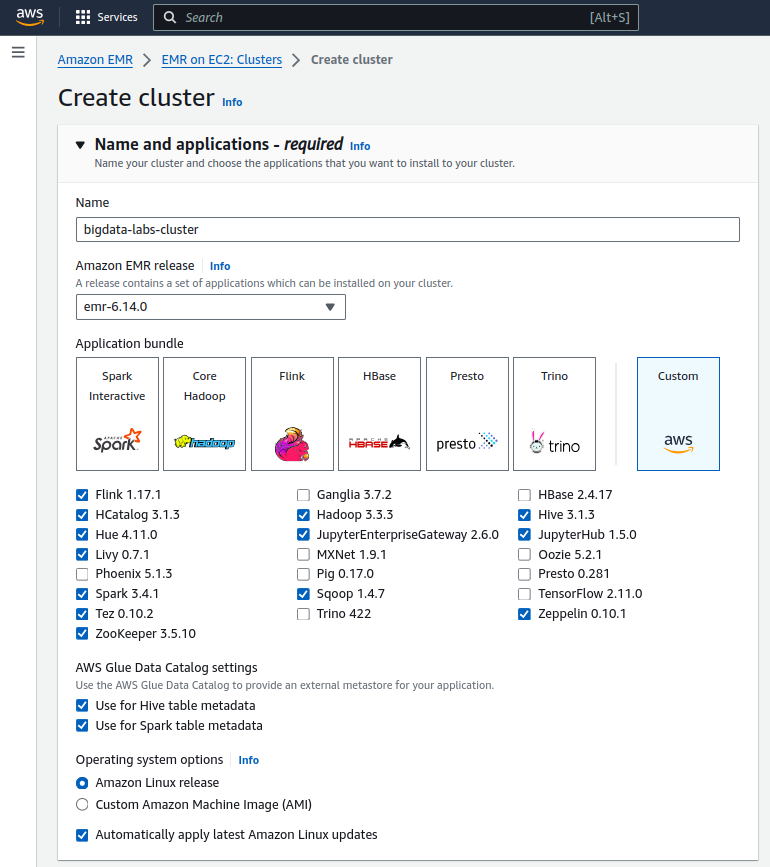 aws
Services
Search [Alt+S]
Amazon EMR > EMR on EC2: Clusters > Create cluster
Create cluster Info
Name and applications - required Info
Name your cluster and choose the applications that you want to install to your cluster.
Name
bigdata-labs-cluster
Amazon EMR release Info
A release contains a set of applications which can be installed on your cluster.
emr-6.14.0
Application bundle
Spark
Interactive
APACHE
Spark
Core
Hadoop
hadoop
Flink
HBase
APACHE
HBASE
Presto
presto
Trino
trino
Custom
aws
Flink 1.17.1 Ganglia 3.7.2 HBase 2.4.17
HCatalog 3.1.3 Hadoop 3.3.3 Hive 3.1.3
Hue 4.11.0 JupyterEnterpriseGateway 2.6.0 JupyterHub 1.5.0
Livy 0.7.1 MXNet 1.9.1 Oozie 5.2.1
Phoenix 5.1.3 Pig 0.17.0 Presto 0.281
Spark 3.4.1 Sqoop 1.4.7 TensorFlow 2.11.0
Tez 0.10.2 Trino 422 Zeppelin 0.10.1
ZooKeeper 3.5.10
AWS Glue Data Catalog settings
Use the AWS Glue Data Catalog to provide an external metastore for your application.
Use for Hive table metadata
Use for Spark table metadata
Operating system options Info
Amazon Linux release
Custom Amazon Machine Image (AMI)
Automatically apply latest Amazon Linux updates